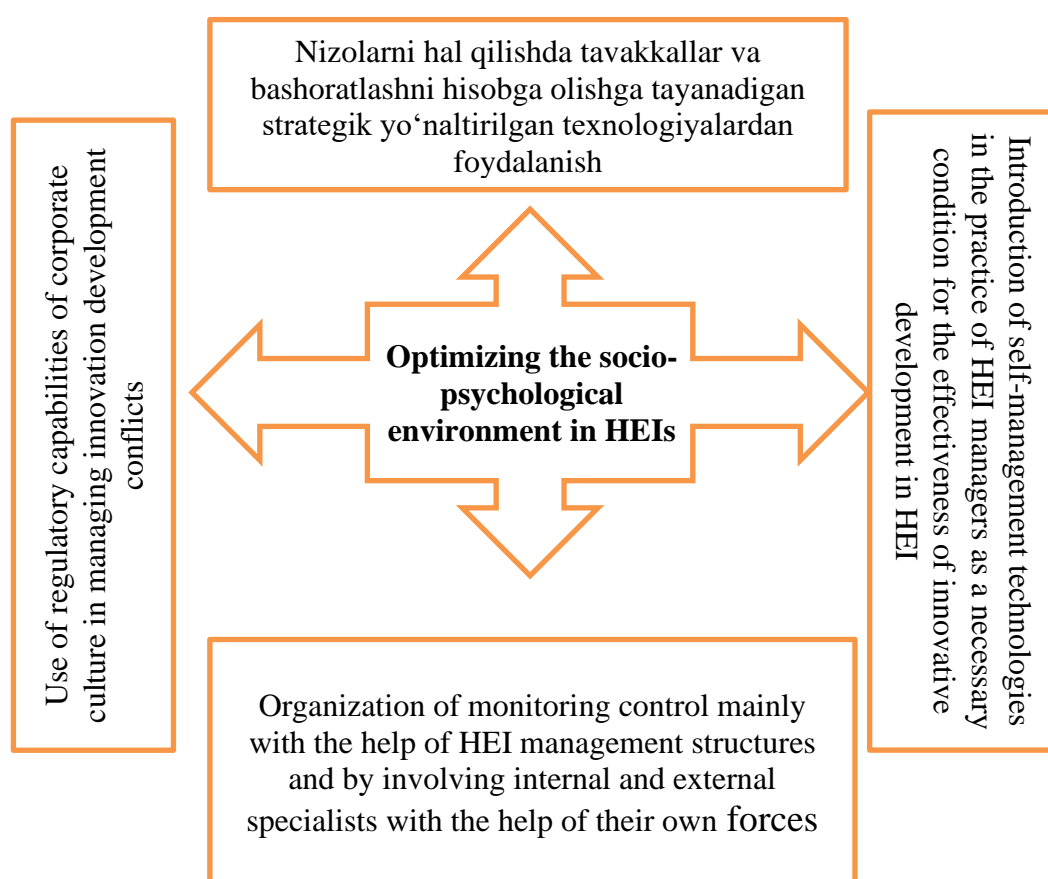 Nizolarni hal qilishda tavakkallar va
bashoratlashni hisobga olishga tayanadigan
strategik yo‘naltirilgan texnologiyalardan
foydalanish
Use of regulatory capabilities of corporate
culture in managing innovation development
conflicts
Optimizing the socio-
psychological
environment in HEIs
Introduction of self-management technologies
in the practice of HEI managers as a necessary
condition for the effectiveness of innovative
development in HEI
Organization of monitoring control mainly
with the help of HEI management structures
and by involving internal and external
specialists with the help of their own forces